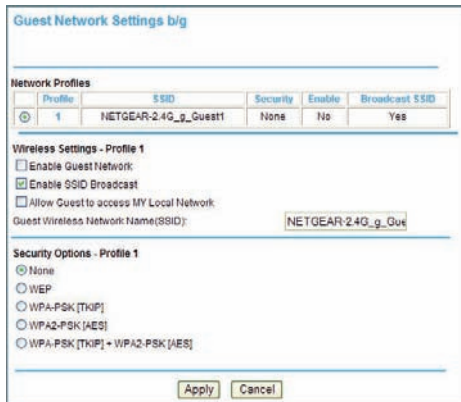 Guest Network Settings b/g
Network Profiles
Profile SSID Security Enable Broadcast SSID
1 NETGEAR-2.4G_g_Guest1 None No Yes
Wireless Settings - Profile 1
Enable Guest Network
Enable SSID Broadcast
Allow Guest to access MY Local Network
Guest Wireless Network Name(SSID): NETGEAR-2.4G_g_Gue
Security Options - Profile 1
None
WEP
WPA-PSK [TKIP]
WPA2-PSK [AES]
WPA-PSK [TKIP] + WPA2-PSK [AES]
Apply Cancel